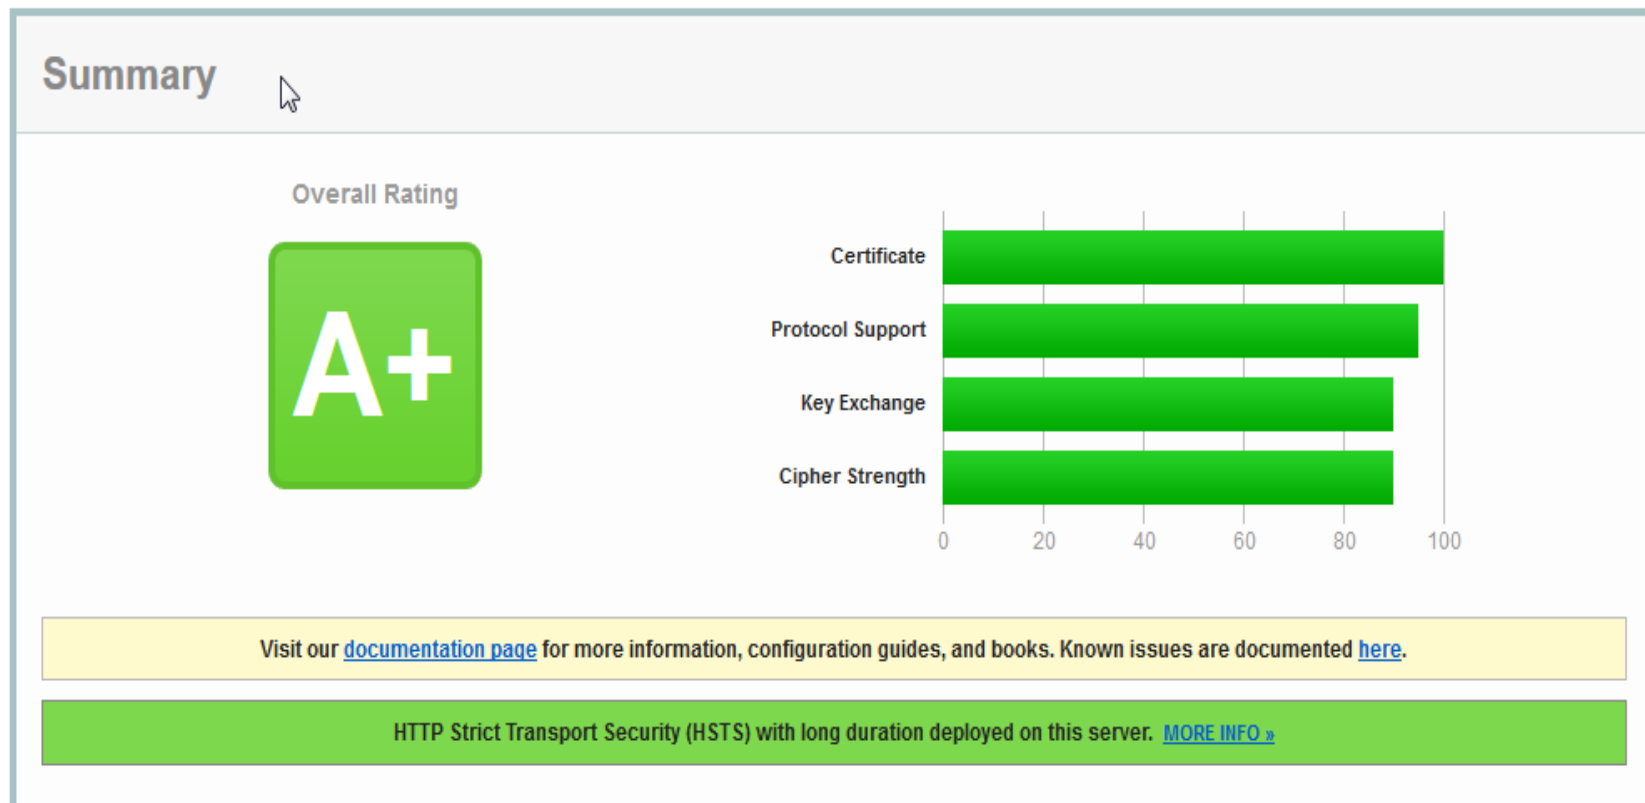 Summary
Overall Rating
A+
Certificate
Protocol Support
Key Exchange
Cipher Strength
0 20 40 60 80 100
Visit our documentation page for more information, configuration guides, and books. Known issues are documented here.
HTTP Strict Transport Security (HSTS) with long duration deployed on this server. MORE INFO »